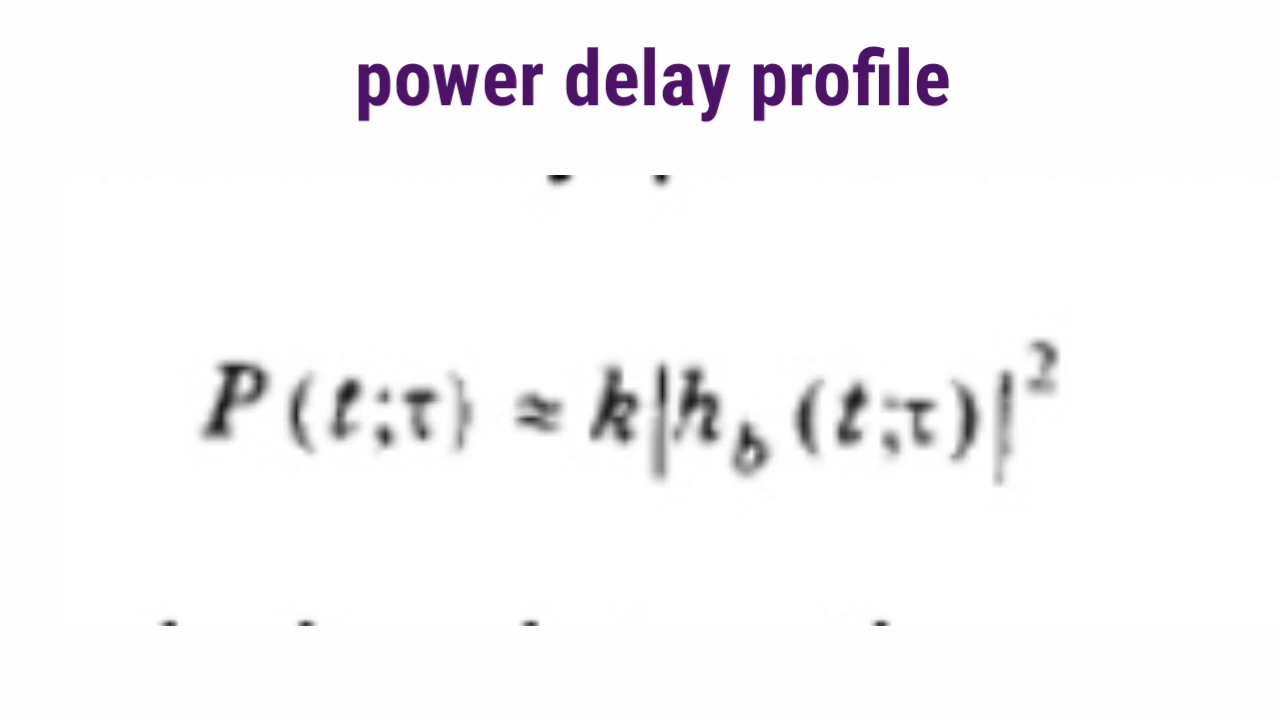 power delay profile
P(t;τ) ≈ k|h_b(t;τ)|²